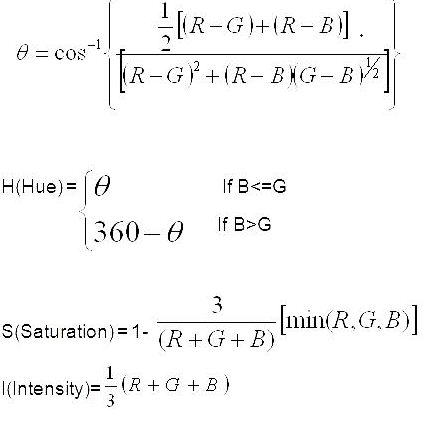 θ = cos⁻¹ { ½[(R − G) + (R − B)] . / [(R − G)² + (R − B)(G − B)^½] }
H(Hue) = { θ If B<=G
360 − θ If B>G
S(Saturation) = 1- 3 / (R + G + B) [min(R, G, B)]
I(Intensity)= 1/3 (R + G + B)